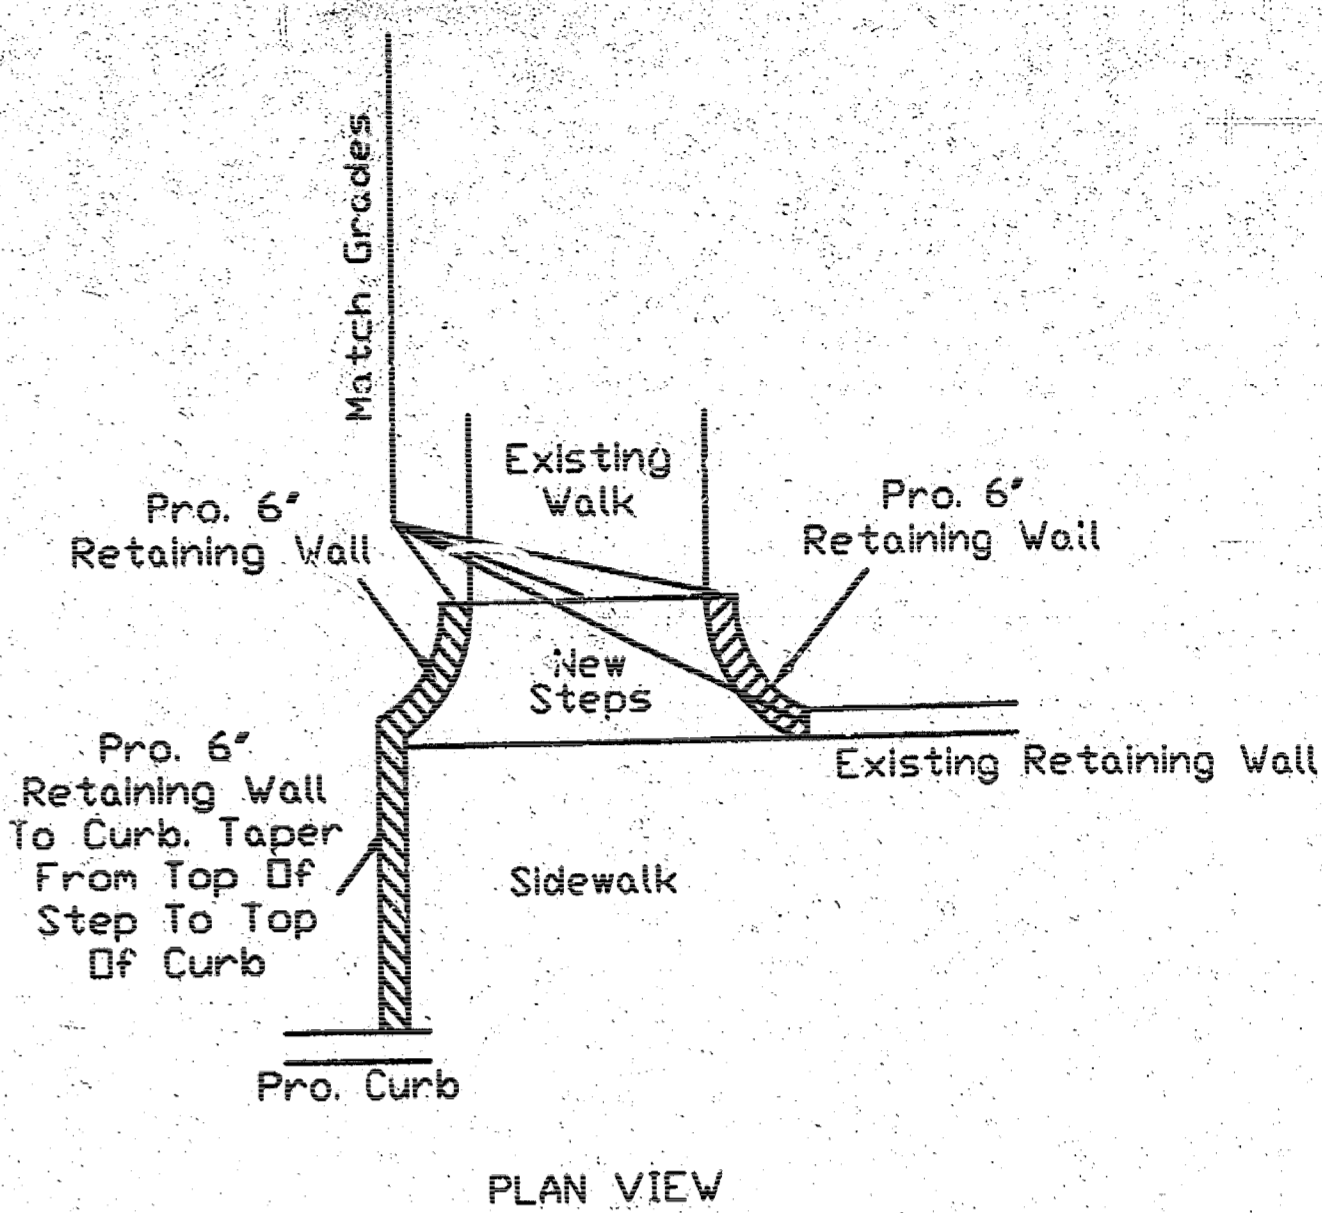 Match Grades
Existing
Walk
Pro. 6"
Retaining Wall
Pro. 6"
Retaining Wall
New
Steps
Pro. 6"
Retaining Wall
To Curb. Taper
From Top Of
Step To Top
Of Curb
Existing Retaining Wall
Sidewalk
Pro. Curb
PLAN VIEW